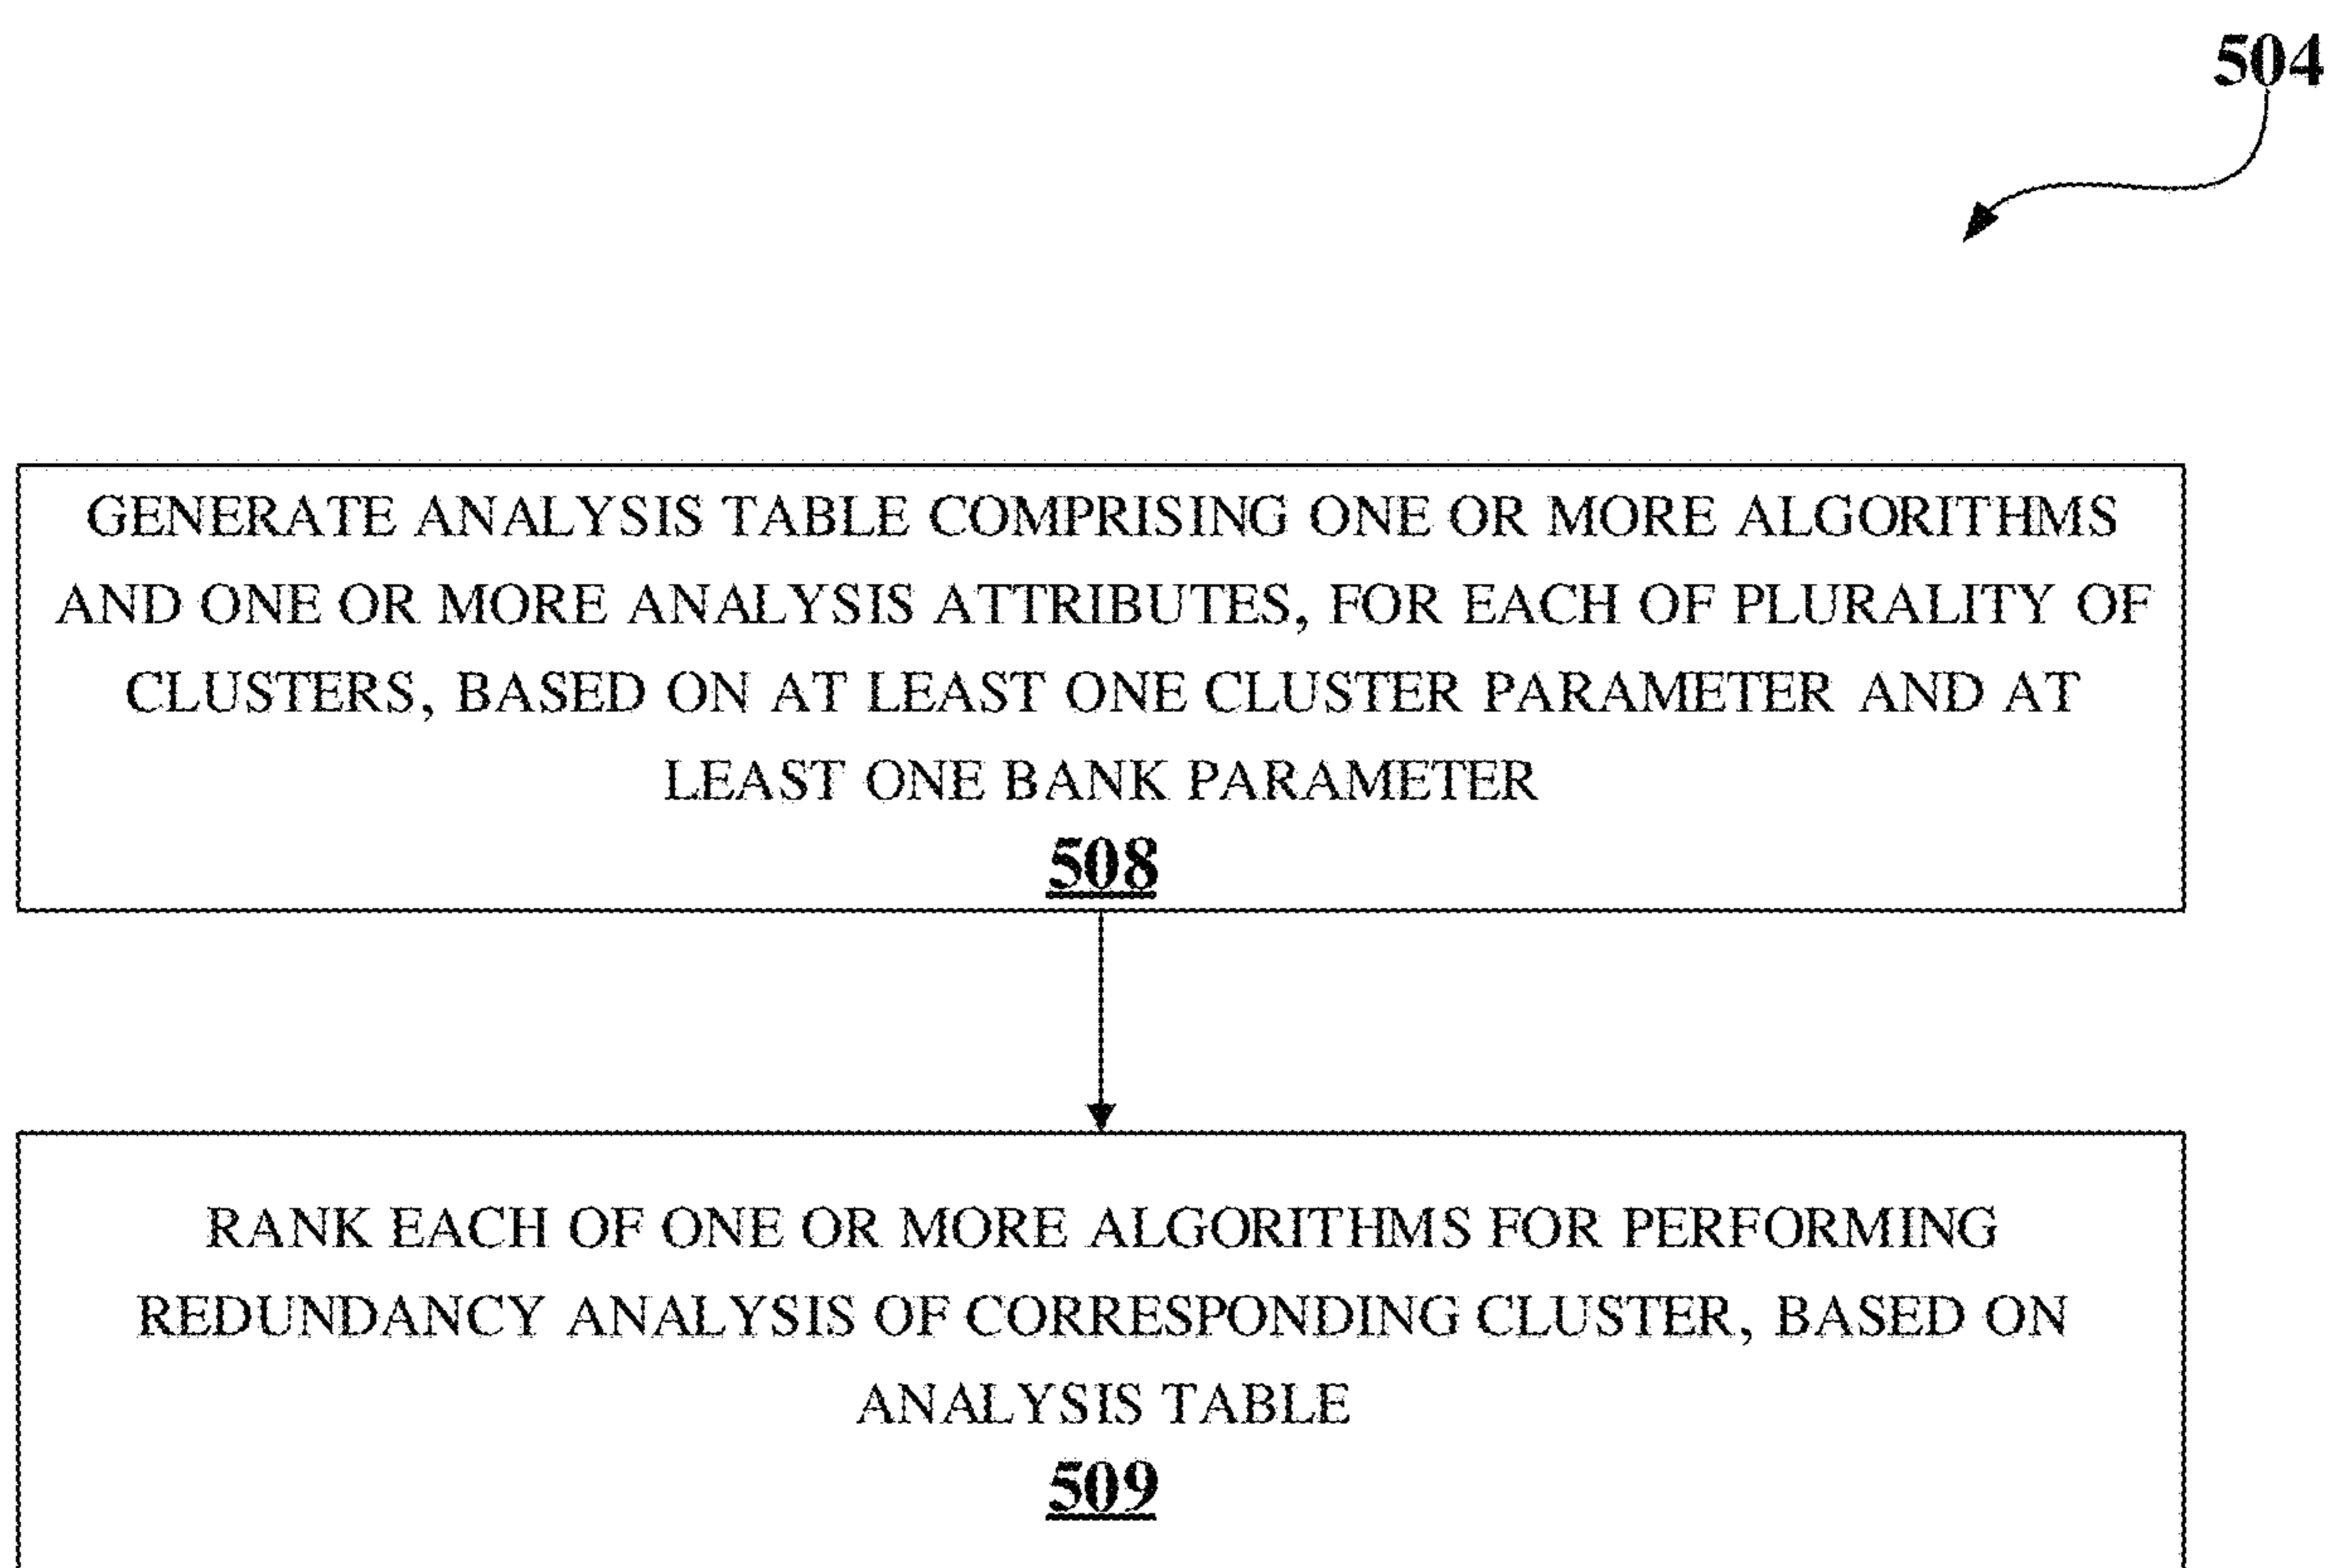 504
GENERATE ANALYSIS TABLE COMPRISING ONE OR MORE ALGORITHMS
AND ONE OR MORE ANALYSIS ATTRIBUTES, FOR EACH OF PLURALITY OF
CLUSTERS, BASED ON AT LEAST ONE CLUSTER PARAMETER AND AT
LEAST ONE BANK PARAMETER
508
RANK EACH OF ONE OR MORE ALGORITHMS FOR PERFORMING
REDUNDANCY ANALYSIS OF CORRESPONDING CLUSTER, BASED ON
ANALYSIS TABLE
509